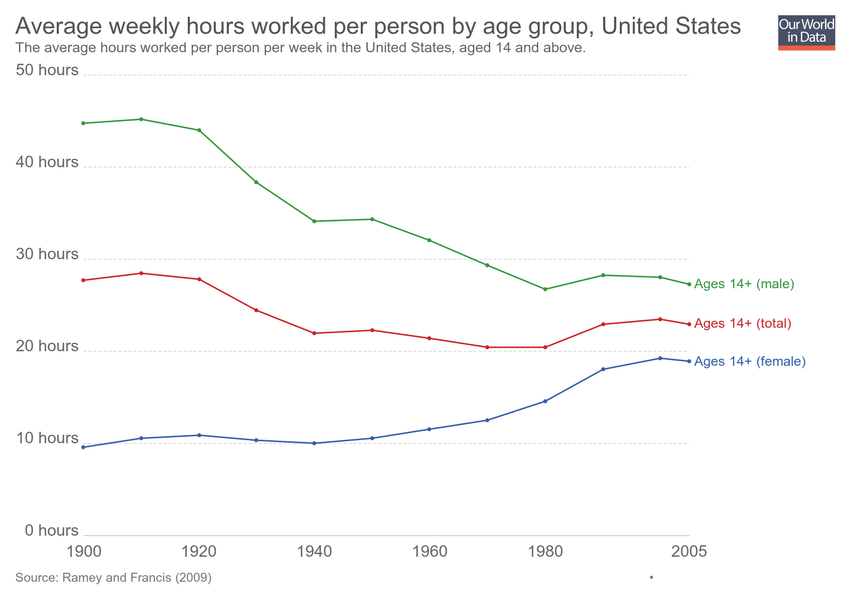 Average weekly hours worked per person by age group, United States
Our World
in Data
The average hours worked per person per week in the United States, aged 14 and above.
50 hours
40 hours
30 hours
20 hours
10 hours
0 hours
Ages 14+ (male)
Ages 14+ (total)
Ages 14+ (female)
1900
1920
1940
1960
1980
2005
Source: Ramey and Francis (2009)